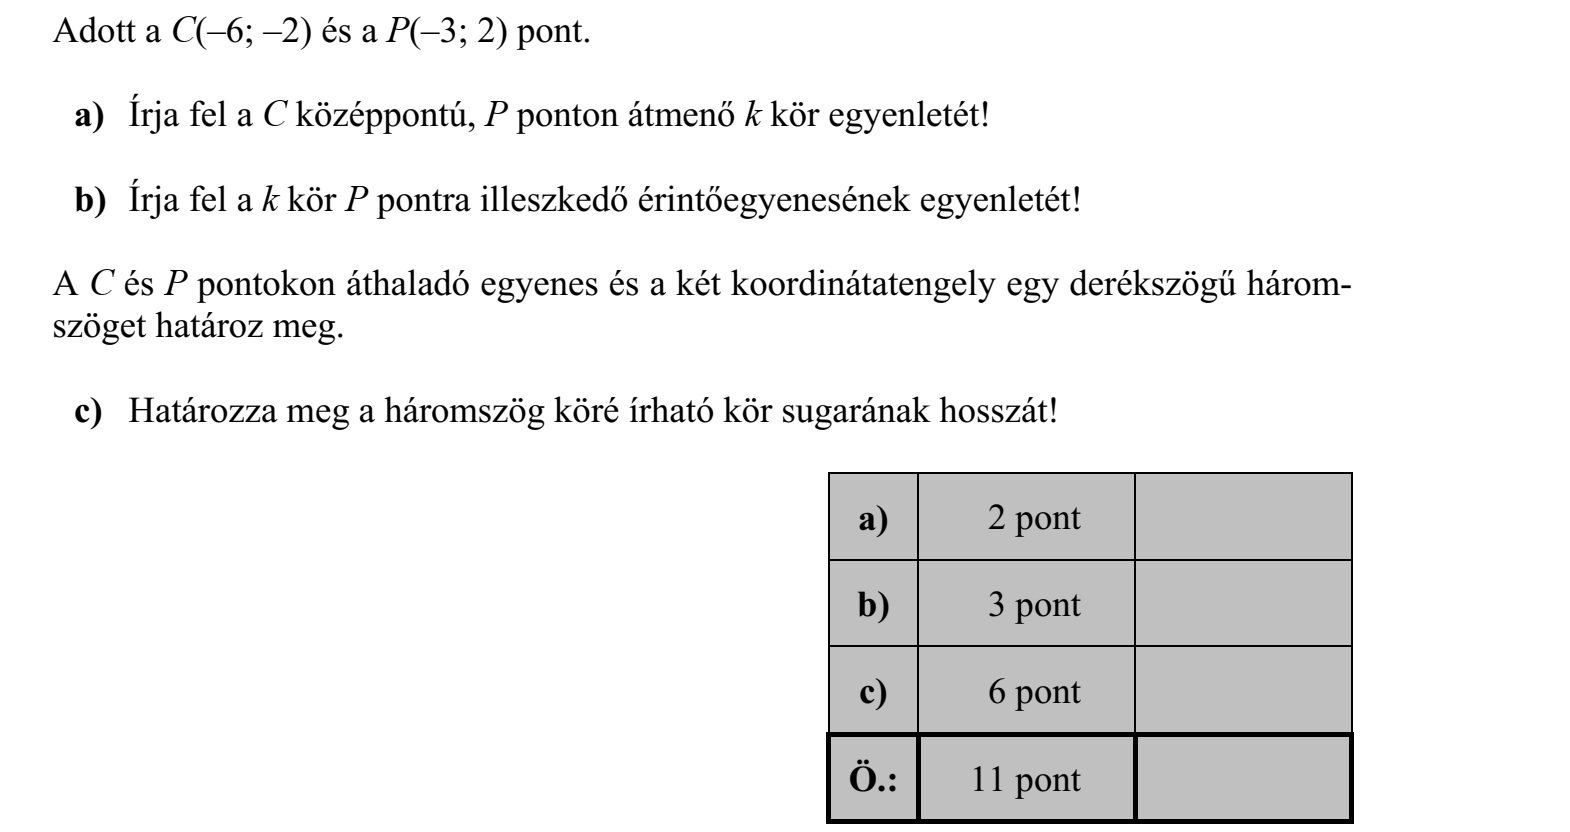 Adott a C(–6; –2) és a P(–3; 2) pont.
a) Írja fel a C középpontú, P ponton átmenő k kör egyenletét!
b) Írja fel a k kör P pontra illeszkedő érintőegyenesének egyenletét!
A C és P pontokon áthaladó egyenes és a két koordinátatengely egy derékszögű három-
szöget határoz meg.
c) Határozza meg a háromszög köré írható kör sugarának hosszát!
a) 2 pont
b) 3 pont
c) 6 pont
Ö.: 11 pont